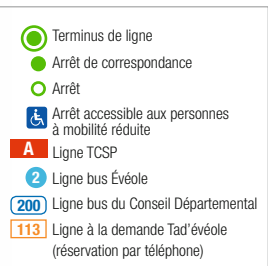 Terminus de ligne
Arrêt de correspondance
Arrêt
Arrêt accessible aux personnes
à mobilité réduite
A Ligne TCSP
2 Ligne bus Évéole
200 Ligne bus du Conseil Départemental
113 Ligne à la demande Tad'évéole
(réservation par téléphone)